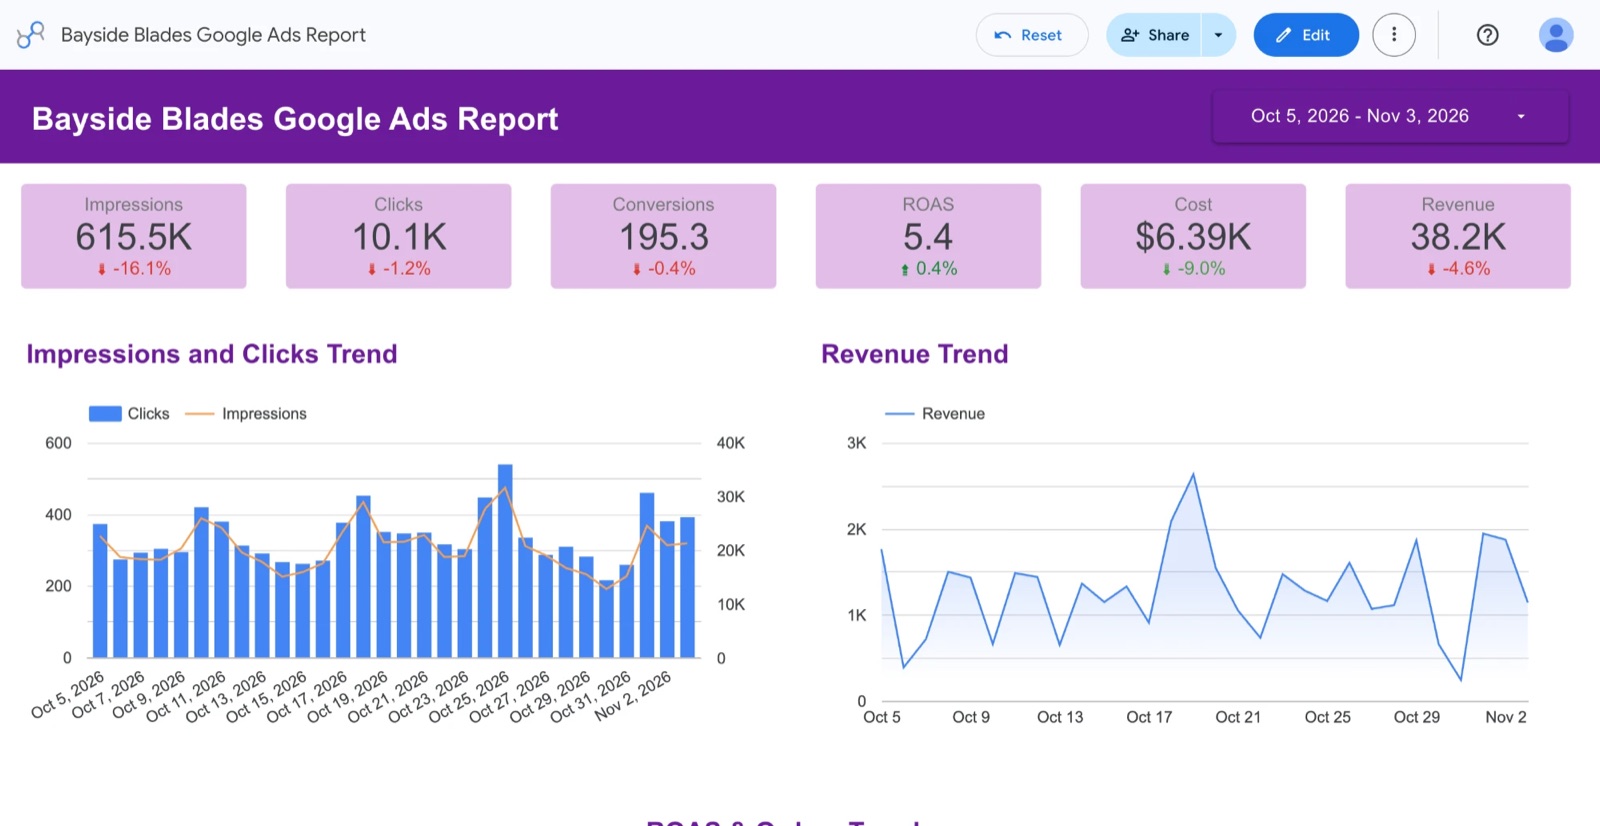 Bayside Blades Google Ads Report
Reset
Share
Edit
Bayside Blades Google Ads Report
Oct 5, 2026 - Nov 3, 2026
Impressions
615.5K
-16.1%
Clicks
10.1K
-1.2%
Conversions
195.3
-0.4%
ROAS
5.4
0.4%
Cost
$6.39K
-9.0%
Revenue
38.2K
-4.6%
Impressions and Clicks Trend
Clicks
Impressions
600
400
200
0
40K
30K
20K
10K
0
Oct 5, 2026
Oct 7, 2026
Oct 9, 2026
Oct 11, 2026
Oct 13, 2026
Oct 15, 2026
Oct 17, 2026
Oct 19, 2026
Oct 21, 2026
Oct 23, 2026
Oct 25, 2026
Oct 27, 2026
Oct 29, 2026
Oct 31, 2026
Nov 2, 2026
Revenue Trend
Revenue
3K
2K
1K
0
Oct 5
Oct 9
Oct 13
Oct 17
Oct 21
Oct 25
Oct 29
Nov 2